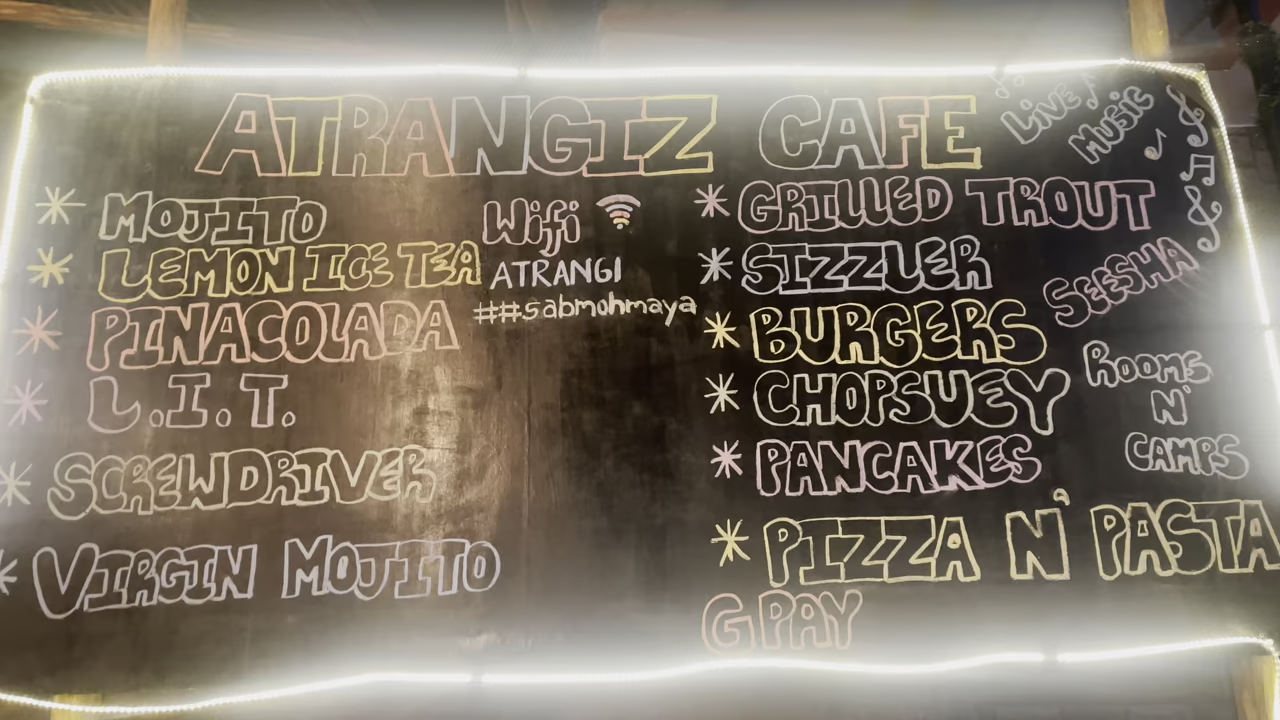 ATRANGIZ CAFE
LIVE
MUSIC
* MOJITO
* LEMON ICE TEA
* PINACOLADA
* L.I.T.
* SCREWDRIVER
* VIRGIN MOJITO
Wifi
ATRANGI
##sabmohmaya
* GRILLED TROUT
* SIZZLER
* BURGERS
* CHOPSUEY
* PANCAKES
* PIZZA N' PASTA
G PAY
SEESHA
ROOMS
N'
CAMPS